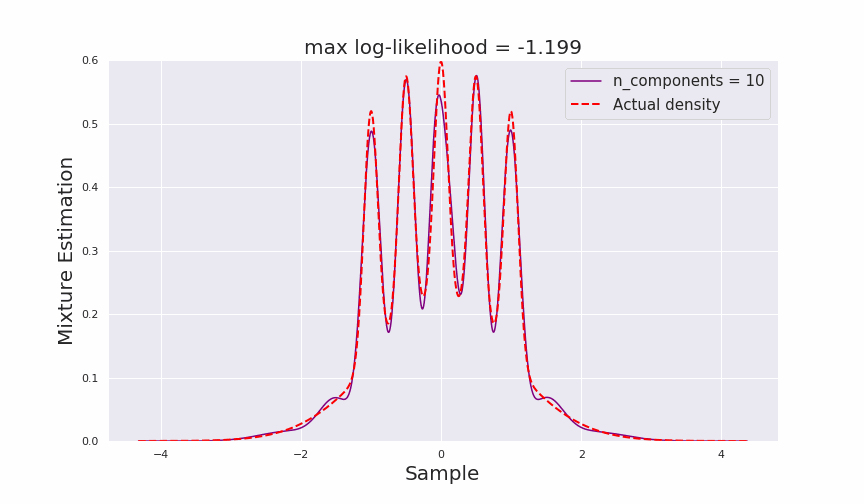 max log-likelihood = -1.199
n_components = 10
Actual density
Mixture Estimation
0.6
0.5
0.4
0.3
0.2
0.1
0.0
−4 −2 0 2 4
Sample